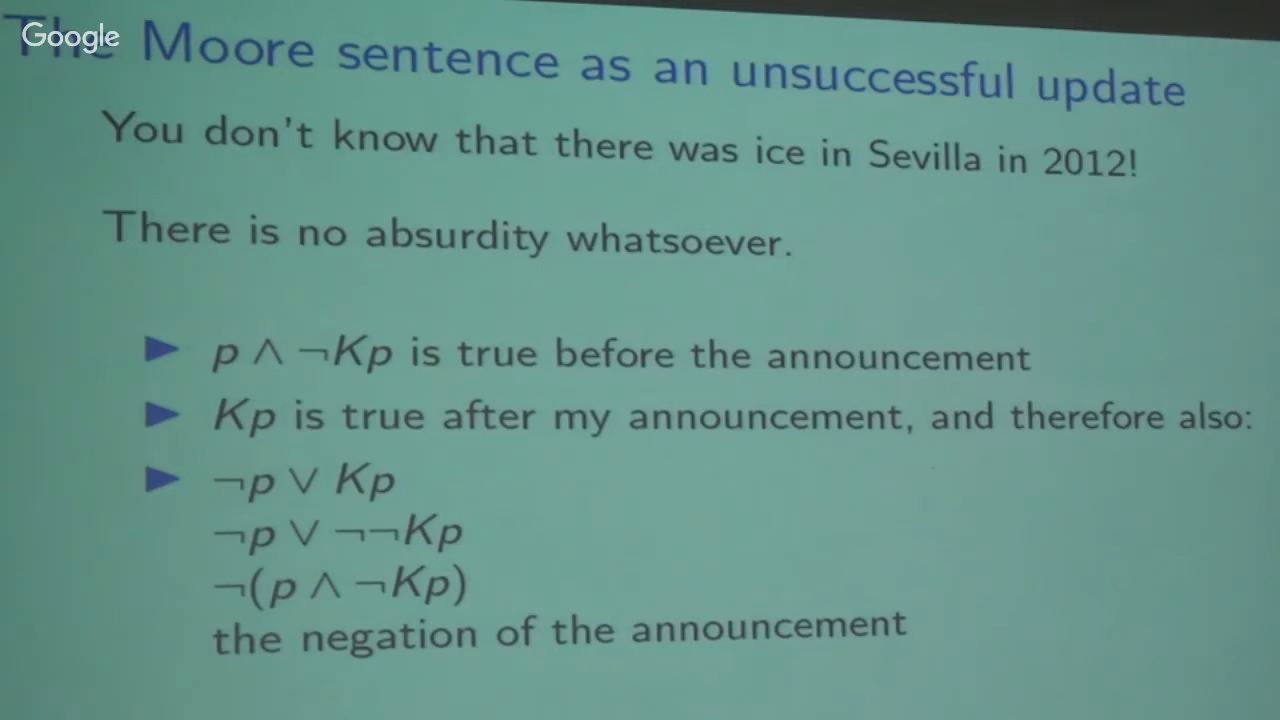 Google
The Moore sentence as an unsuccessful update
You don't know that there was ice in Sevilla in 2012!
There is no absurdity whatsoever.
▶ p ∧ ¬Kp is true before the announcement
▶ Kp is true after my announcement, and therefore also:
▶ ¬p ∨ Kp
¬p ∨ ¬¬Kp
¬(p ∧ ¬Kp)
the negation of the announcement